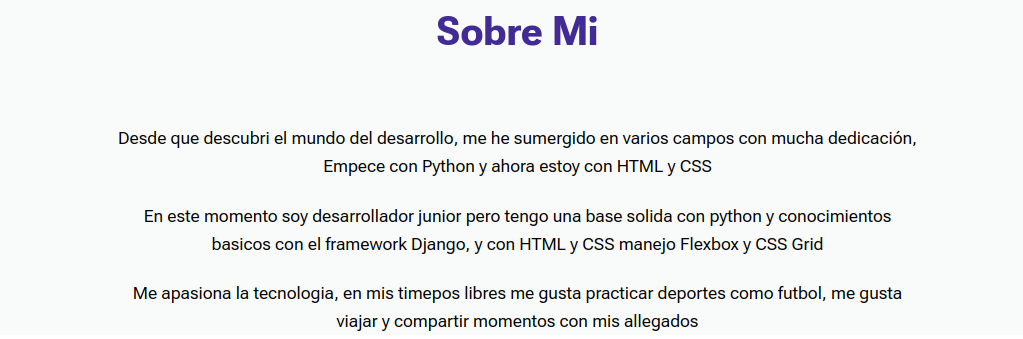 Sobre Mi
Desde que descubri el mundo del desarrollo, me he sumergido en varios campos con mucha dedicación,
Empece con Python y ahora estoy con HTML y CSS
En este momento soy desarrollador junior pero tengo una base solida con python y conocimientos
basicos con el framework Django, y con HTML y CSS manejo Flexbox y CSS Grid
Me apasiona la tecnologia, en mis timepos libres me gusta practicar deportes como futbol, me gusta
viajar y compartir momentos con mis allegados